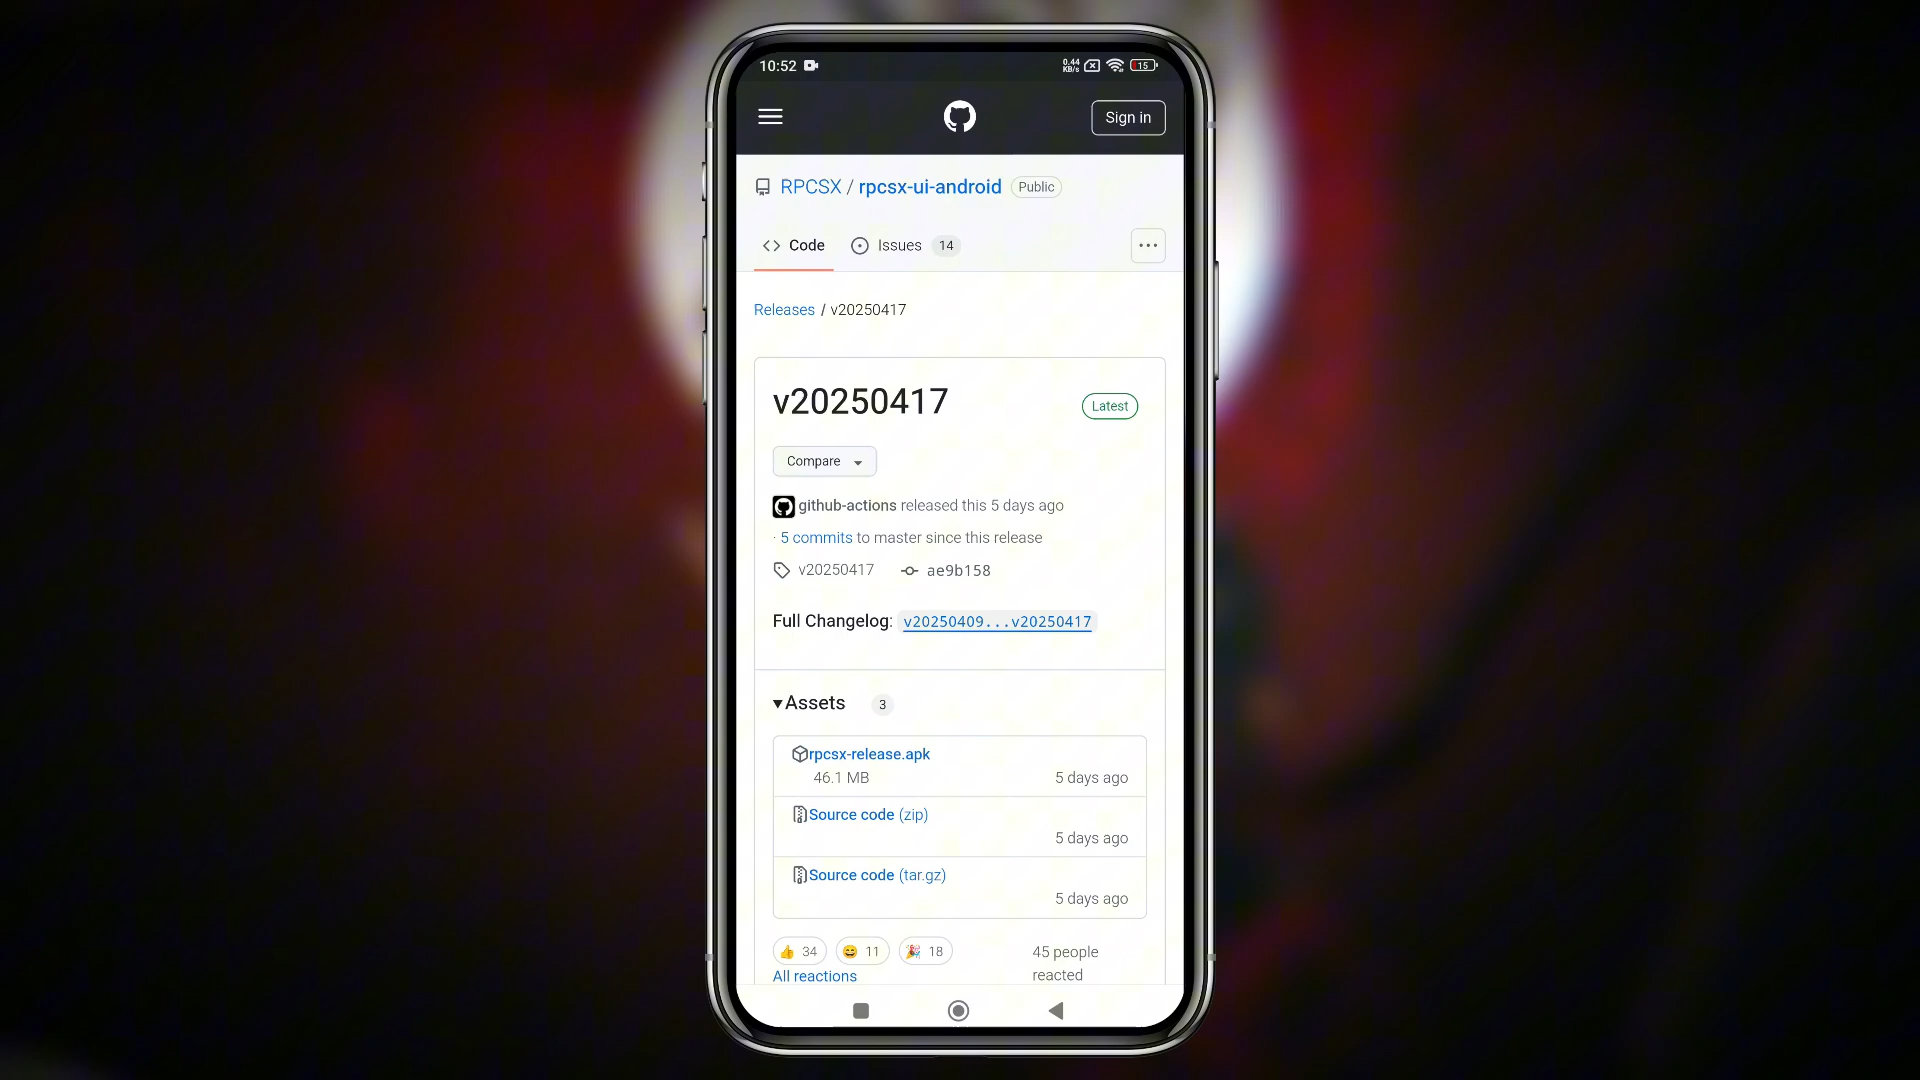 10:52
0.44 KB/s 15
Sign in
RPCSX / rpcsx-ui-android Public
Code Issues 14
Releases / v20250417
v20250417 Latest
Compare
github-actions released this 5 days ago
· 5 commits to master since this release
v20250417 ae9b158
Full Changelog: v20250409...v20250417
Assets 3
rpcsx-release.apk
46.1 MB 5 days ago
Source code (zip)
5 days ago
Source code (tar.gz)
5 days ago
👍 34 😄 11 🎉 18 45 people
All reactions reacted